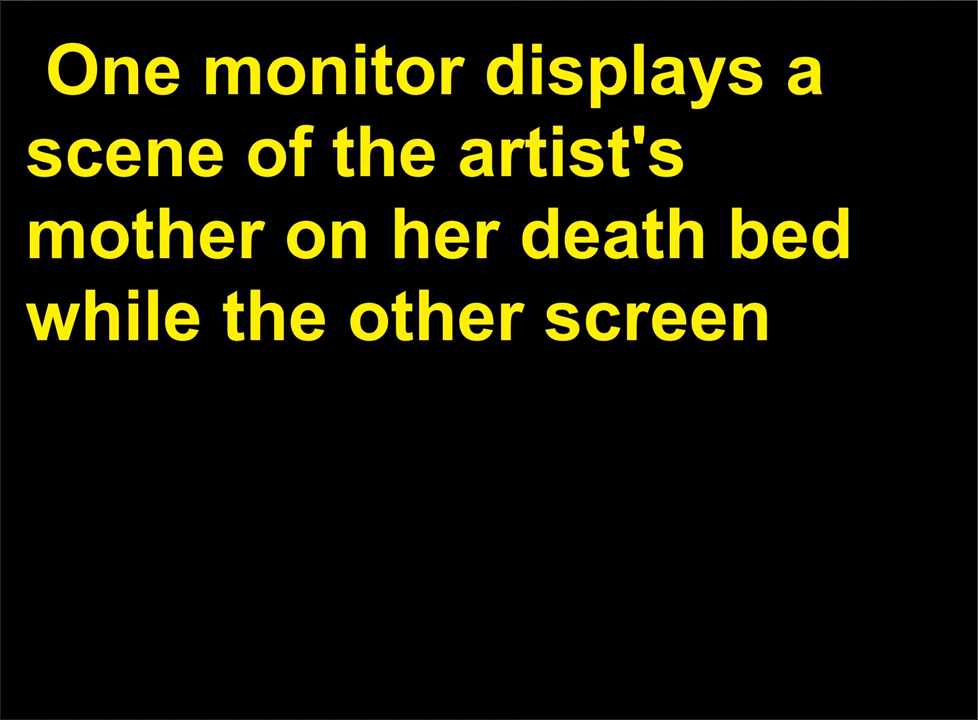 One monitor displays a
scene of the artist's
mother on her death bed
while the other screen